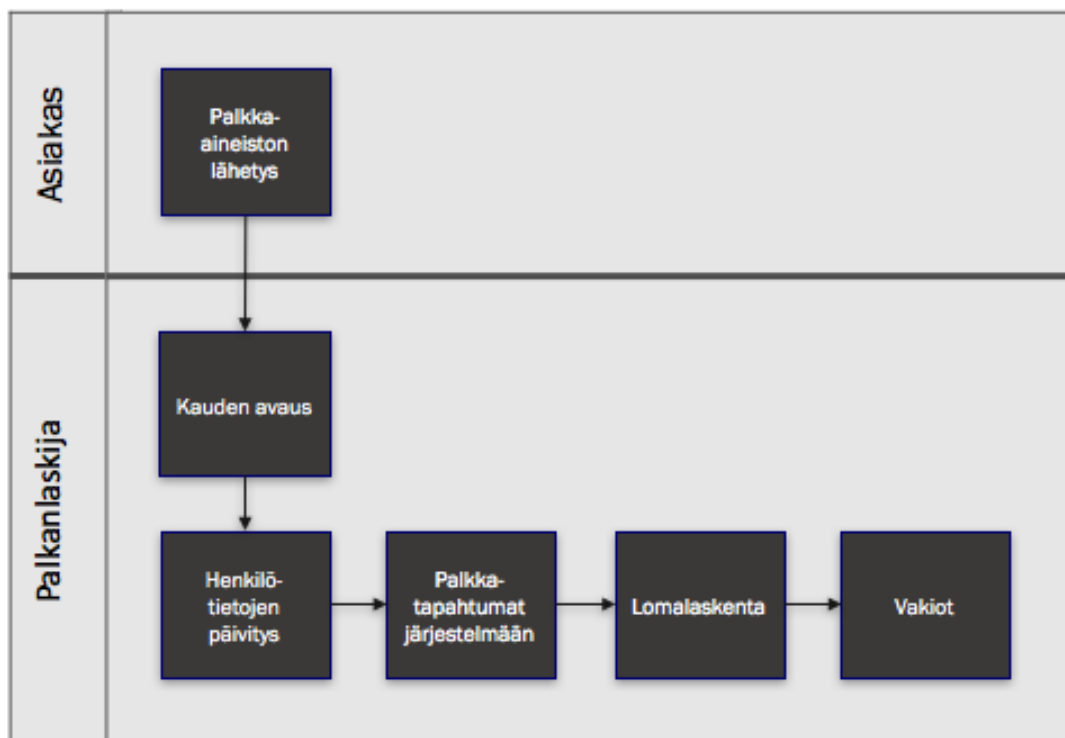 Asiakas
Palkka-
aineiston
lähetys
Palkanlaskija
Kauden avaus
Henkilö-
tietojen
päivitys
Palkka-
tapahtumat
järjestelmään
Lomalaskenta
Vakiot